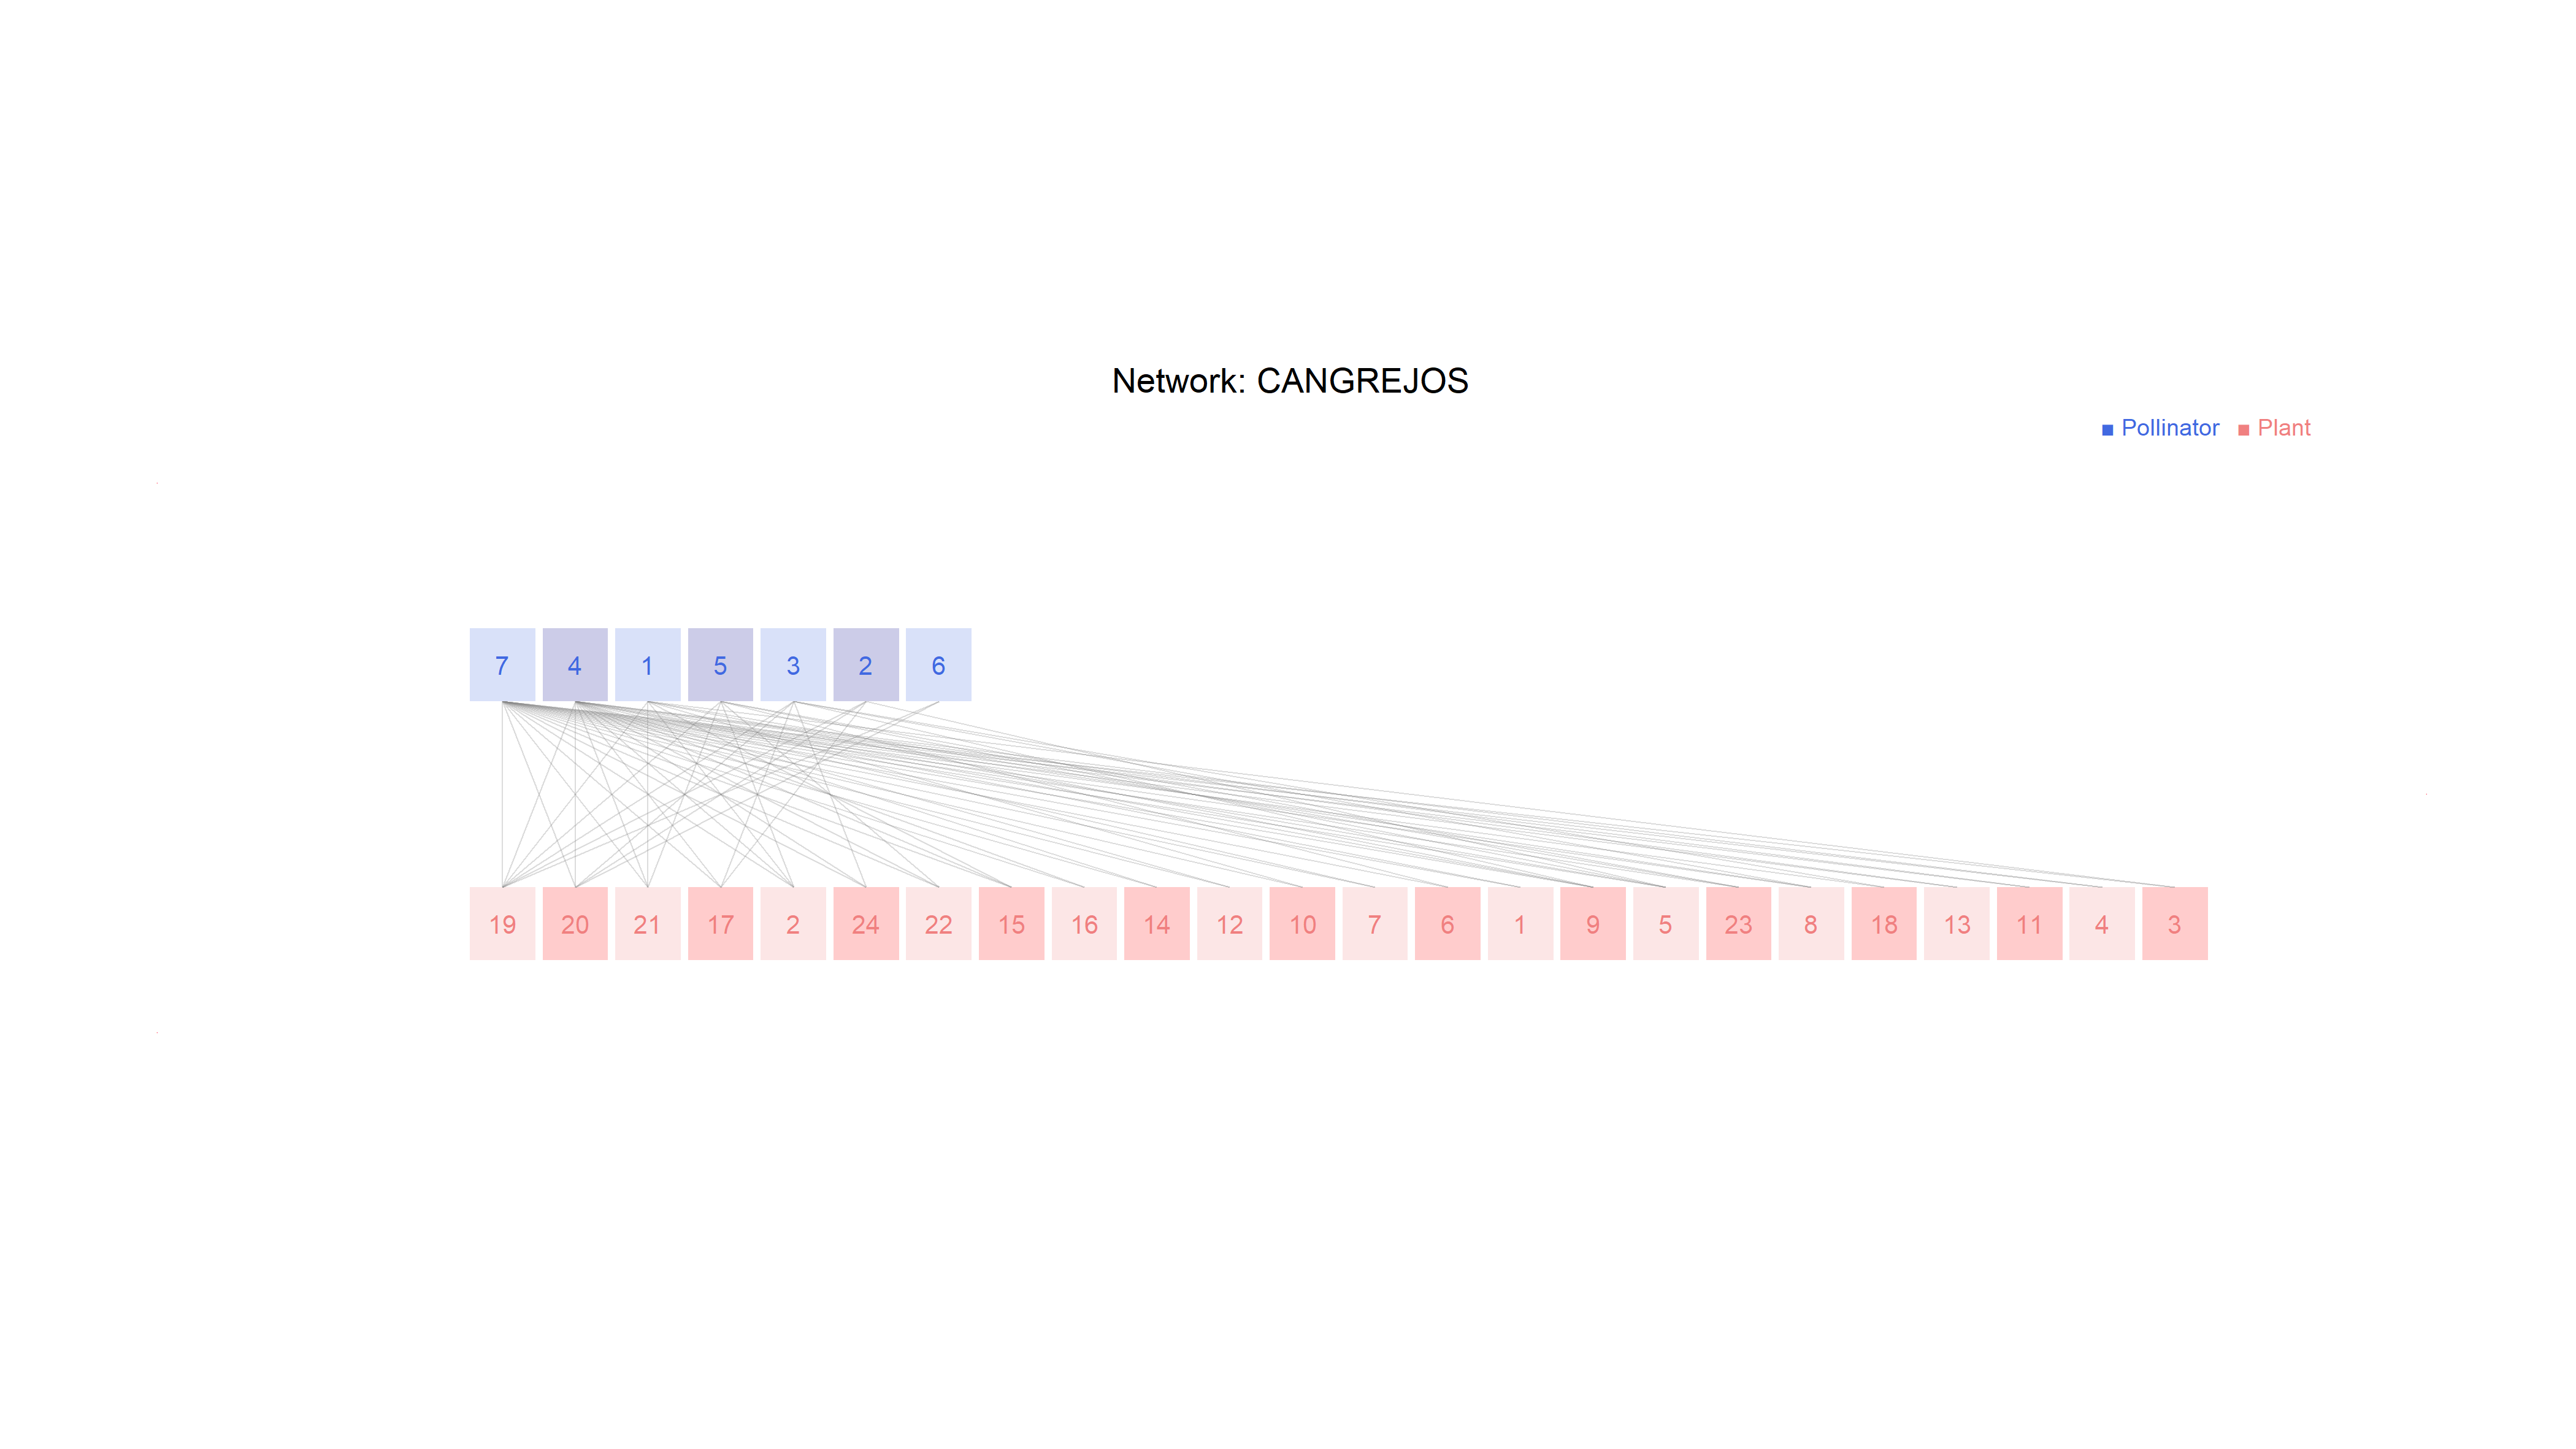 Network: CANGREJOS
Pollinator Plant
7 4 1 5 3 2 6
19 20 21 17 2 24 22 15 16 14 12 10 7 6 1 9 5 23 8 18 13 11 4 3